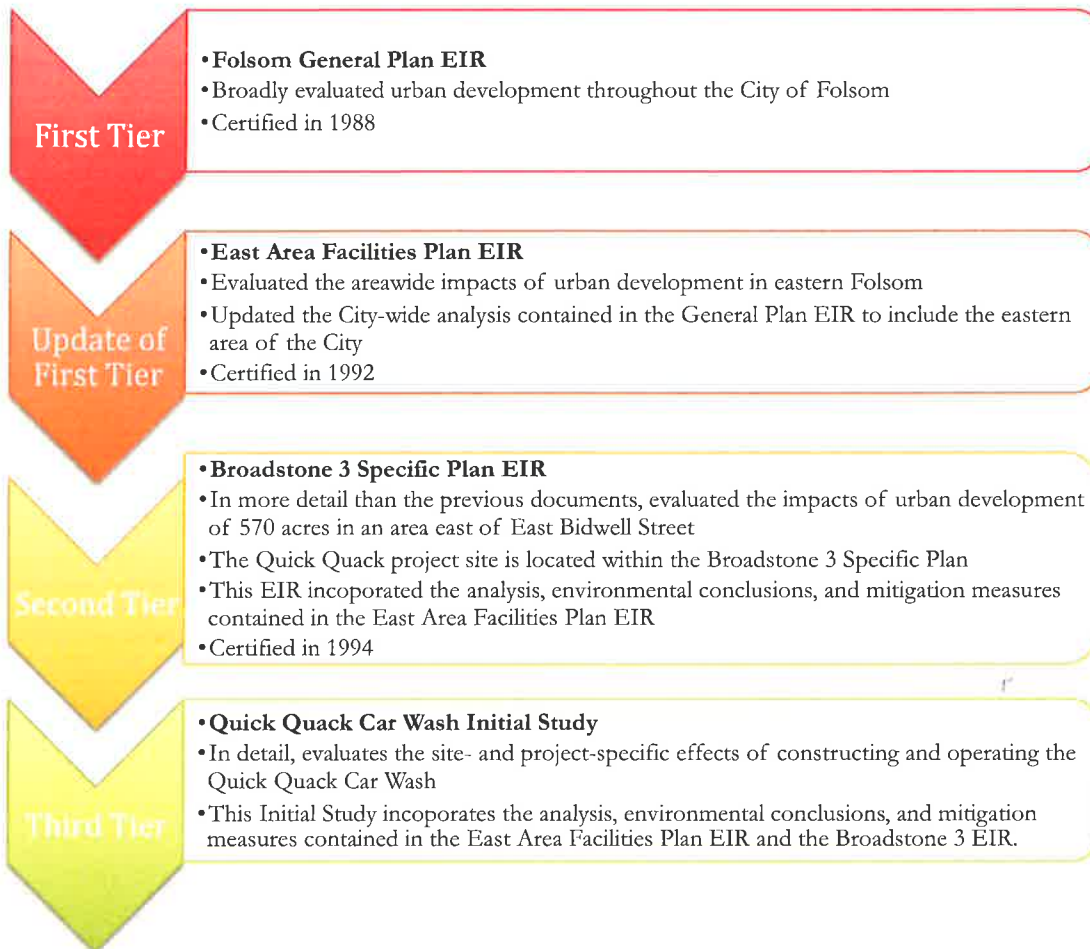 First Tier
•Folsom General Plan EIR
•Broadly evaluated urban development throughout the City of Folsom
•Certified in 1988
Update of
First Tier
•East Area Facilities Plan EIR
•Evaluated the areawide impacts of urban development in eastern Folsom
•Updated the City-wide analysis contained in the General Plan EIR to include the eastern
area of the City
•Certified in 1992
Second Tier
•Broadstone 3 Specific Plan EIR
•In more detail than the previous documents, evaluated the impacts of urban development
of 570 acres in an area east of East Bidwell Street
•The Quick Quack project site is located within the Broadstone 3 Specific Plan
•This EIR incoporated the analysis, environmental conclusions, and mitigation measures
contained in the East Area Facilities Plan EIR
•Certified in 1994
Third Tier
•Quick Quack Car Wash Initial Study
•In detail, evaluates the site- and project-specific effects of constructing and operating the
Quick Quack Car Wash
•This Initial Study incoporates the analysis, environmental conclusions, and mitigation
measures contained in the East Area Facilities Plan EIR and the Broadstone 3 EIR.